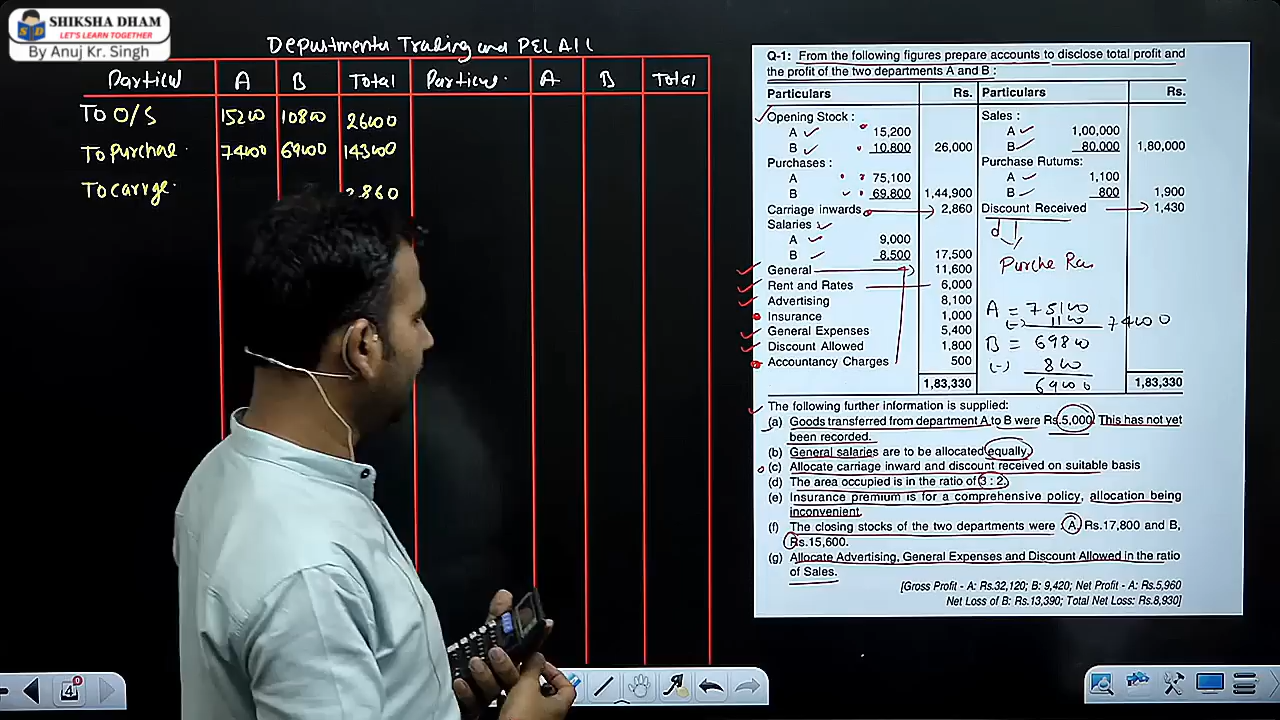 SHIKSHA DHAM
LET'S LEARN TOGETHER
By Anuj Kr. Singh
Trading and
A B Total A B Total
To O/S 15200 10800 26000
To Purchase 74000 69000 143000
2860
Q-1: From the following figures prepare accounts to disclose total profit and
the profit of the two departments A and B :
Particulars Rs. Particulars Rs.
Opening Stock : Sales :
A 15,200 A 1,00,000
B 10.800 26,000 B 80.000 1,80,000
Purchases : Purchase Ruturns:
A 75,100 A 1,100
B 69.800 1,44,900 B 800 1,900
Carriage inwards 2,860 Discount Received 1,430
Salaries
A 9,000
B 8.500 17,500
General 11,600
Rent and Rates 6,000
Advertising 8,100
Insurance 1,000
General Expenses 5,400
Discount Allowed 1,800
Accountancy Charges 500
1,83,330 1,83,330
A = 75100
(-) 1100 74000
B = 69800
(-) 800
69000
The following further information is supplied:
(a) Goods transferred from department A to B were Rs.5,000. This has not yet
been recorded.
(b) General salaries are to be allocated equally.
(c) Allocate carriage inward and discount received on suitable basis
(d) The area occupied is in the ratio of 3 : 2.
(e) Insurance premium is for a comprehensive policy, allocation being
inconvenient.
(f) The closing stocks of the two departments were : A Rs.17,800 and B,
Rs.15,600.
(g) Allocate Advertising, General Expenses and Discount Allowed in the ratio
of Sales.
[Gross Profit - A: Rs.32,120; B: 9,420; Net Profit - A: Rs.5,960
Net Loss of B: Rs.13,390; Total Net Loss: Rs.8,930]
4
0